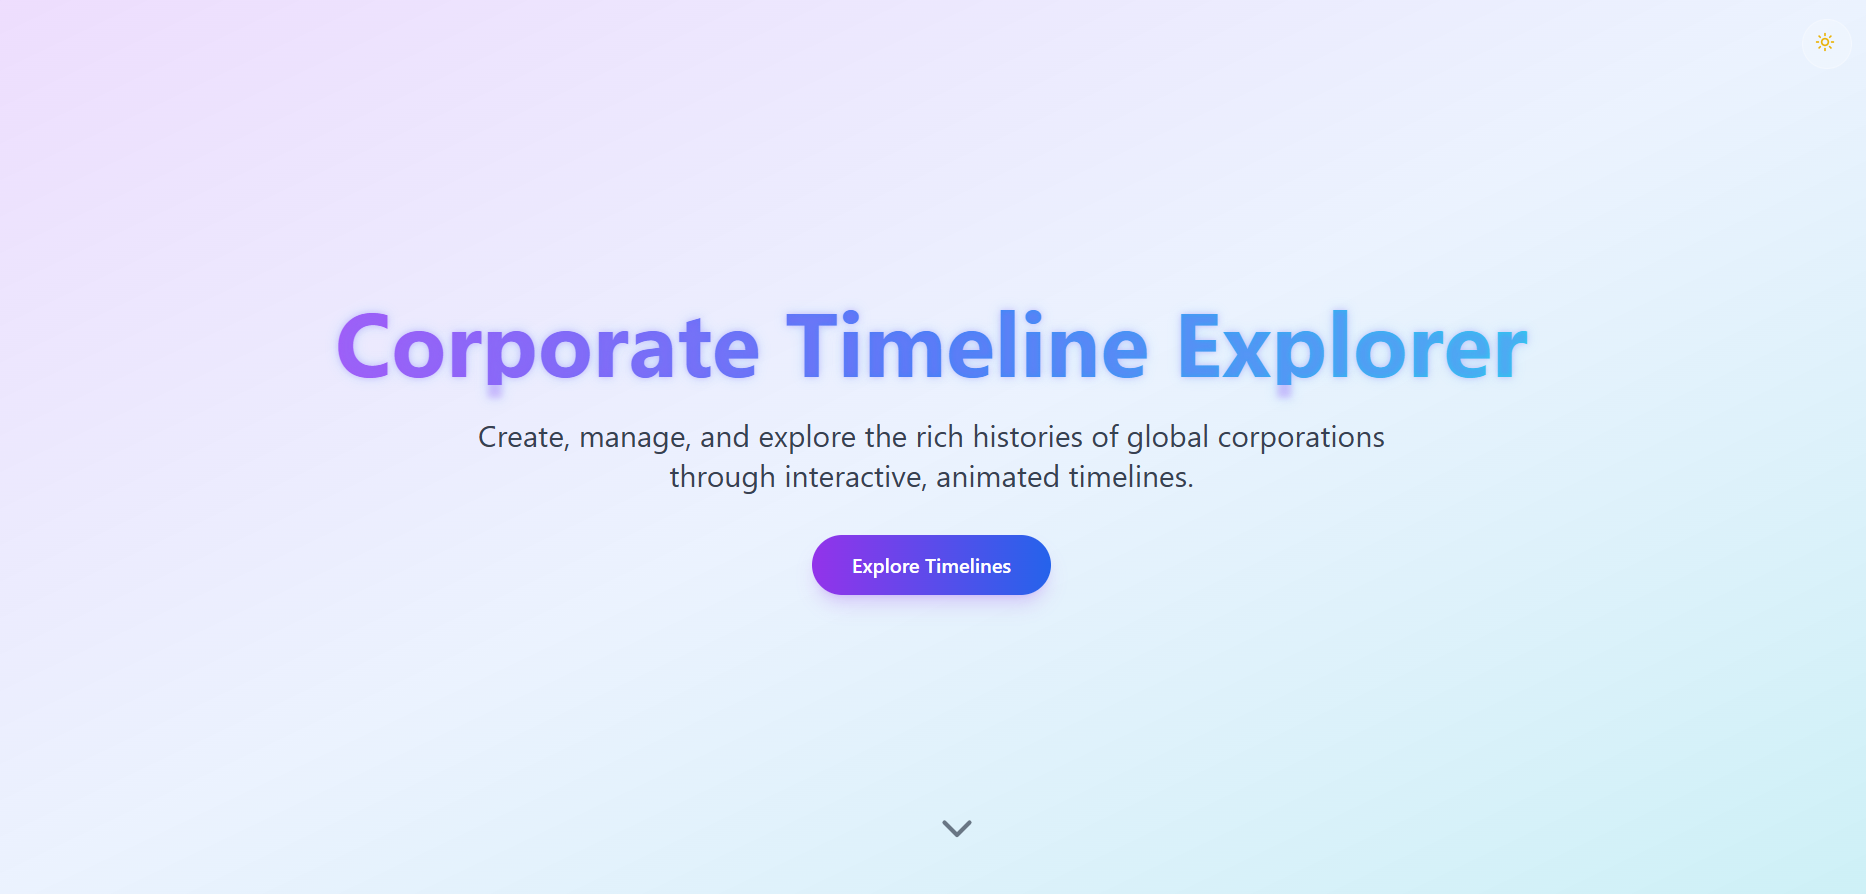 Corporate Timeline Explorer
Create, manage, and explore the rich histories of global corporations
through interactive, animated timelines.
Explore Timelines